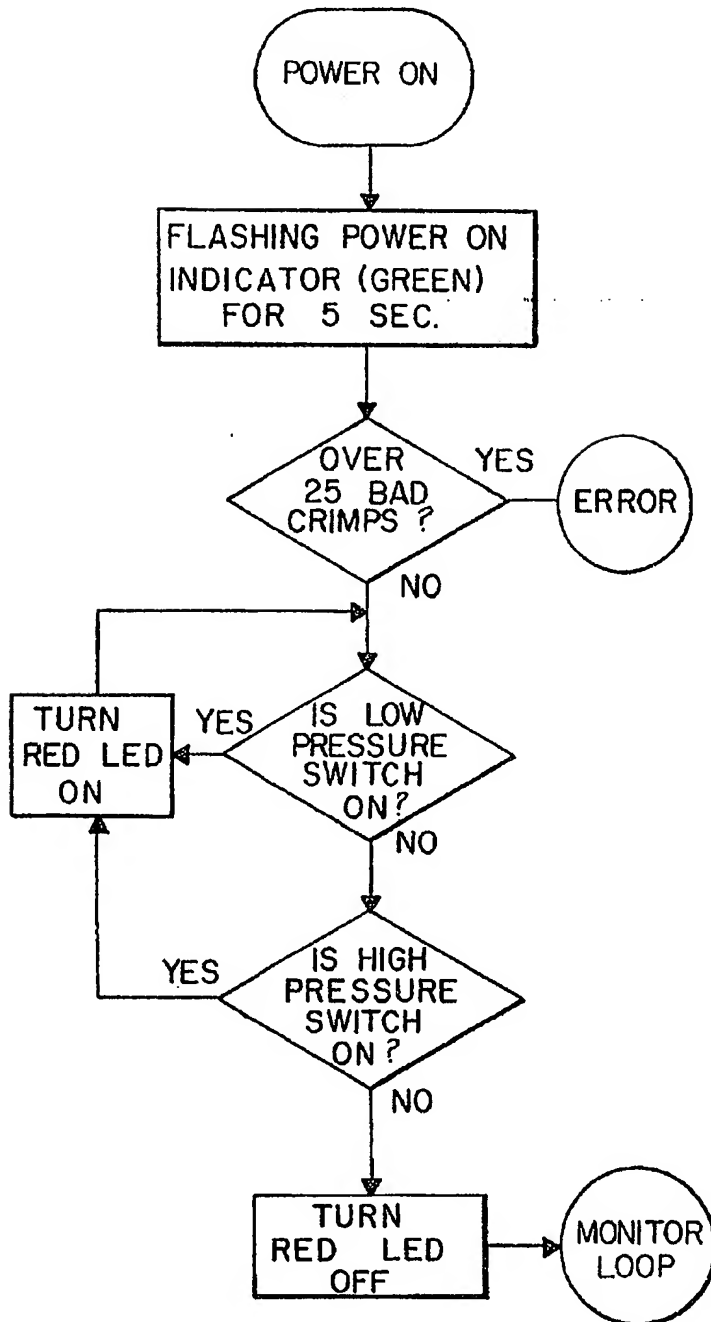 POWER ON
FLASHING POWER ON
INDICATOR (GREEN)
FOR 5 SEC.
OVER
25 BAD
CRIMPS ?
YES
ERROR
NO
TURN
RED LED
ON
YES
IS LOW
PRESSURE
SWITCH
ON?
NO
YES
IS HIGH
PRESSURE
SWITCH
ON?
NO
TURN
RED LED
OFF
MONITOR
LOOP